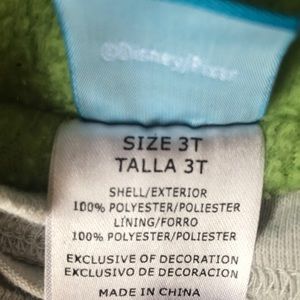 ©Disney/Pixar
SIZE 3T
TALLA 3T
SHELL/EXTERIOR
100% POLYESTER/POLIESTER
LINING/FORRO
100% POLYESTER/POLIESTER
EXCLUSIVE OF DECORATION
EXCLUSIVO DE DECORACION
MADE IN CHINA